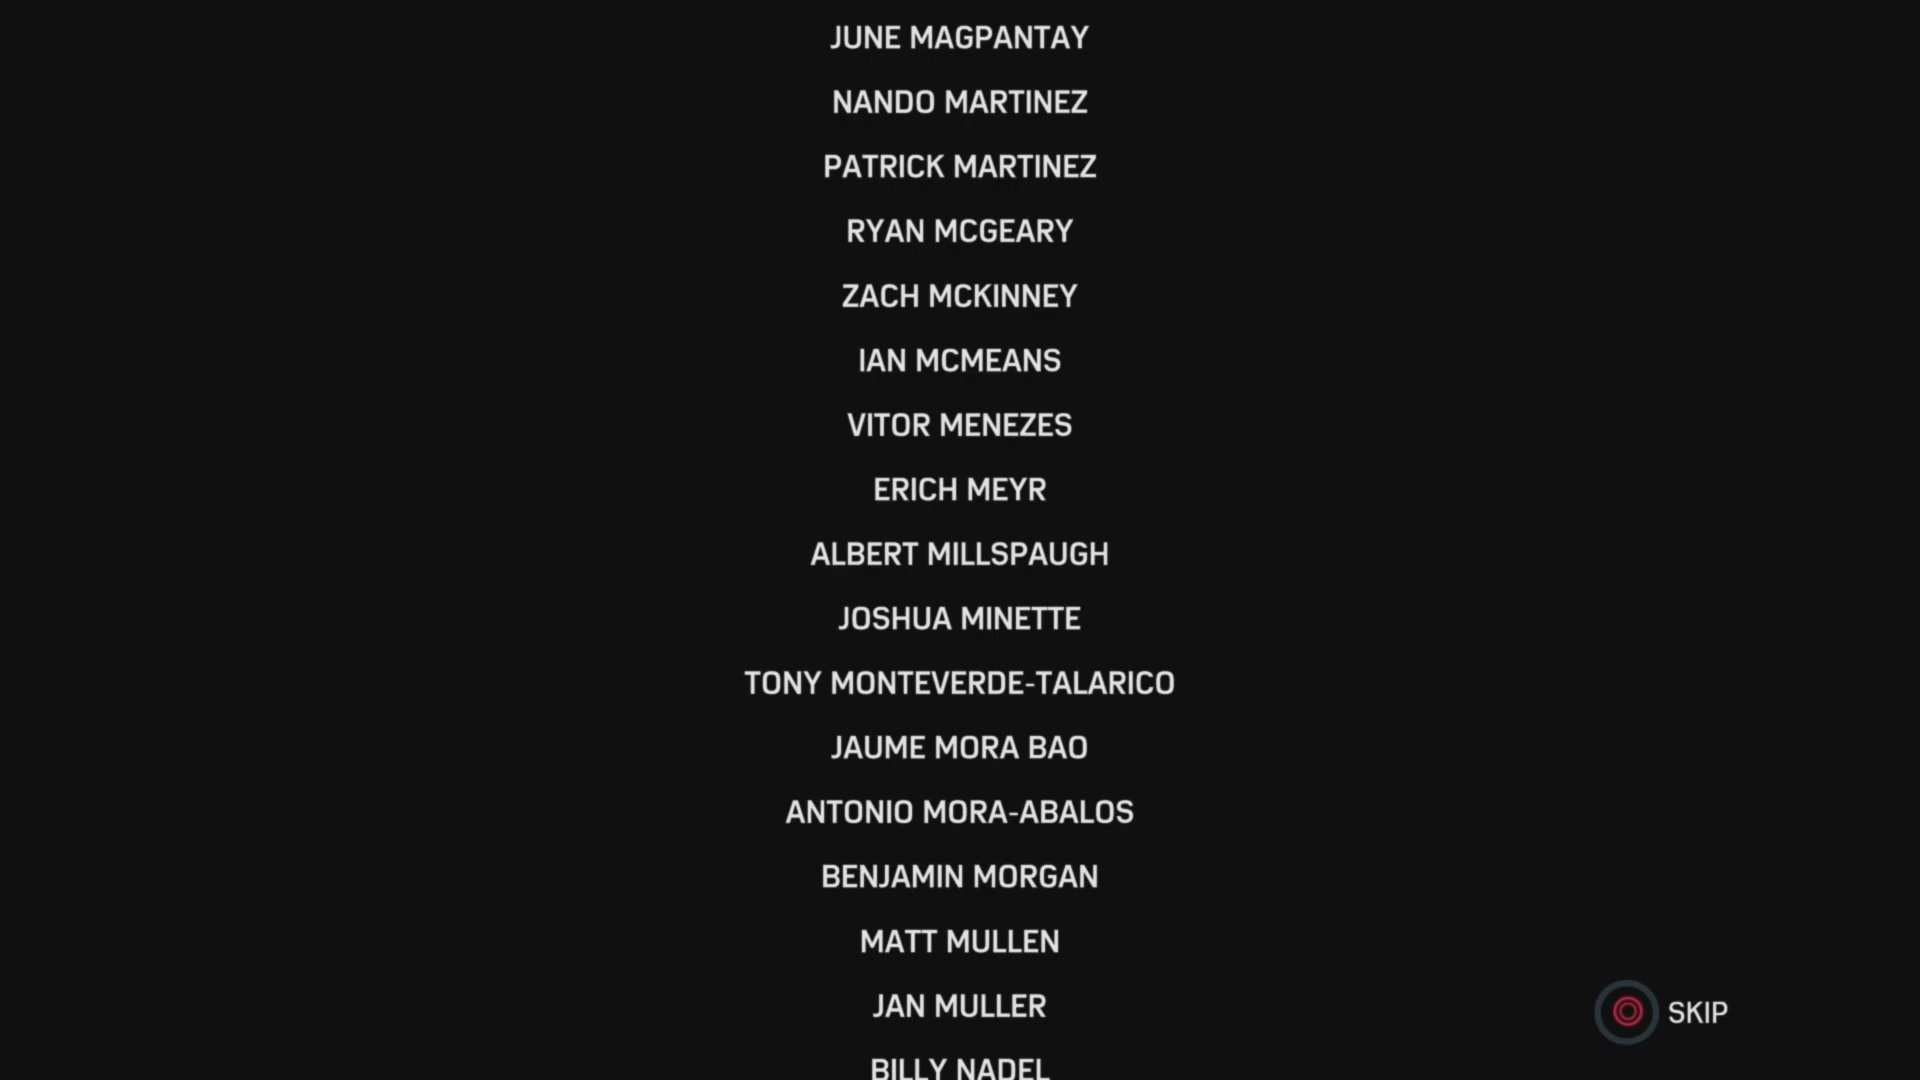 JUNE MAGPANTAY
NANDO MARTINEZ
PATRICK MARTINEZ
RYAN MCGEARY
ZACH MCKINNEY
IAN MCMEANS
VITOR MENEZES
ERICH MEYR
ALBERT MILLSPAUGH
JOSHUA MINETTE
TONY MONTEVERDE-TALARICO
JAUME MORA BAO
ANTONIO MORA-ABALOS
BENJAMIN MORGAN
MATT MULLEN
JAN MULLER
SKIP
BILLY NADEL